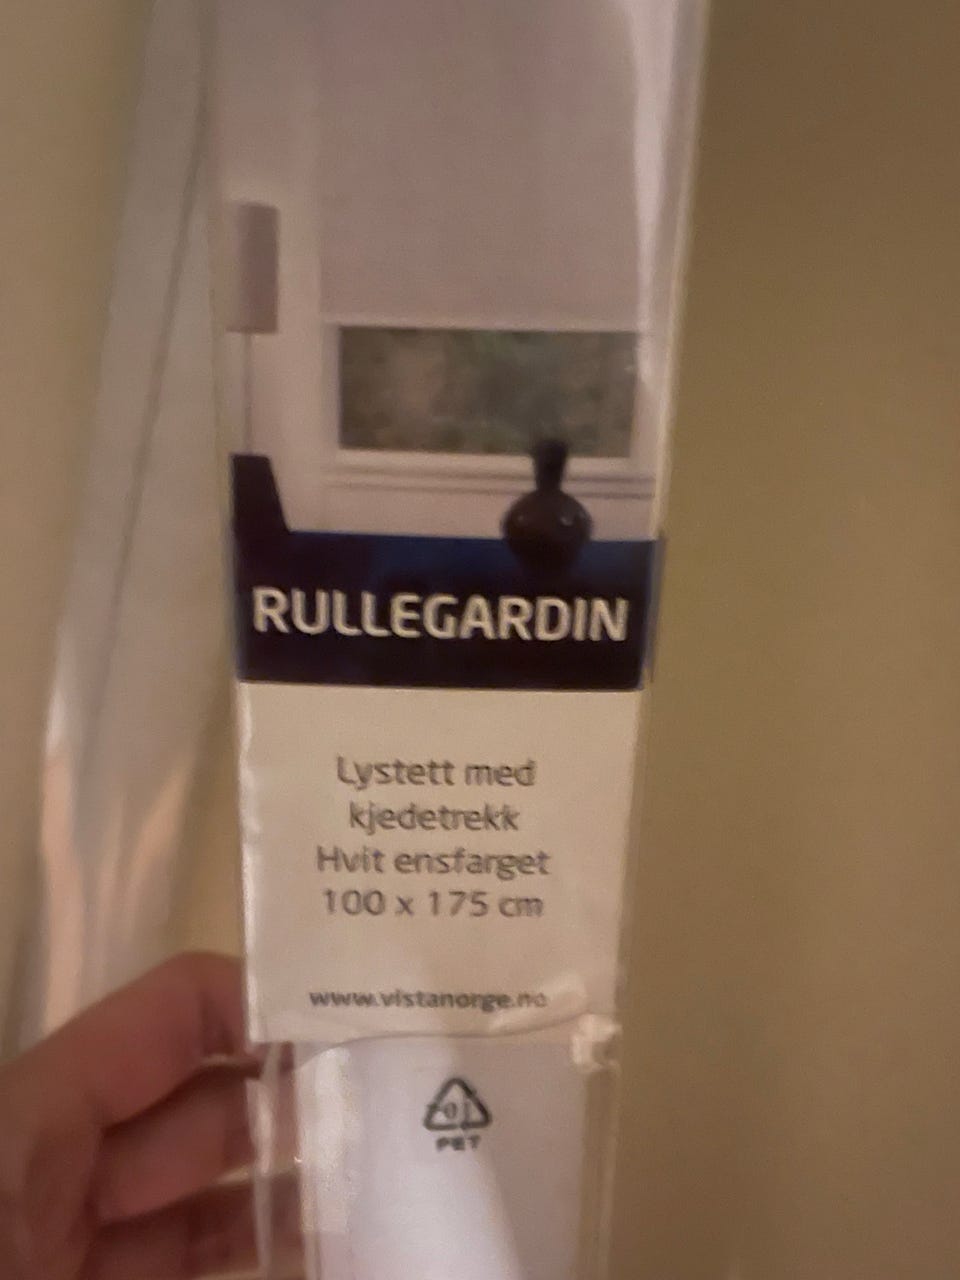 RULLEGARDIN
Lystett med
kjedetrekk
Hvit ensfarget
100 x 175 cm
www.vistanorge.no
01
PET